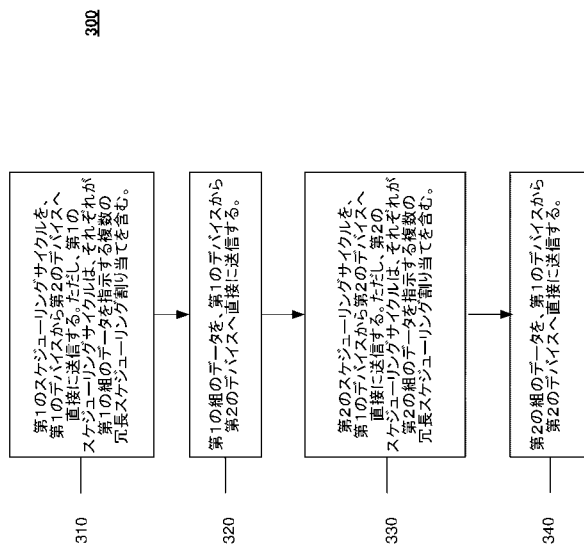 300
310
第1のスケジューリングサイクルを、
第1のデバイスから第2のデバイスへ
直接に送信する。ただし、第1の
スケジューリングサイクルは、それぞれが
第1の組のデータを指示する複数の
冗長スケジューリング割り当てを含む。
320
第1の組のデータを、第1のデバイスから
第2のデバイスへ直接に送信する。
330
第2のスケジューリングサイクルを、
第1のデバイスから第2のデバイスへ
直接に送信する。ただし、第2の
スケジューリングサイクルは、それぞれが
第2の組のデータを指示する複数の
冗長スケジューリング割り当てを含む。
340
第2の組のデータを、第1のデバイスから
第2のデバイスへ直接に送信する。